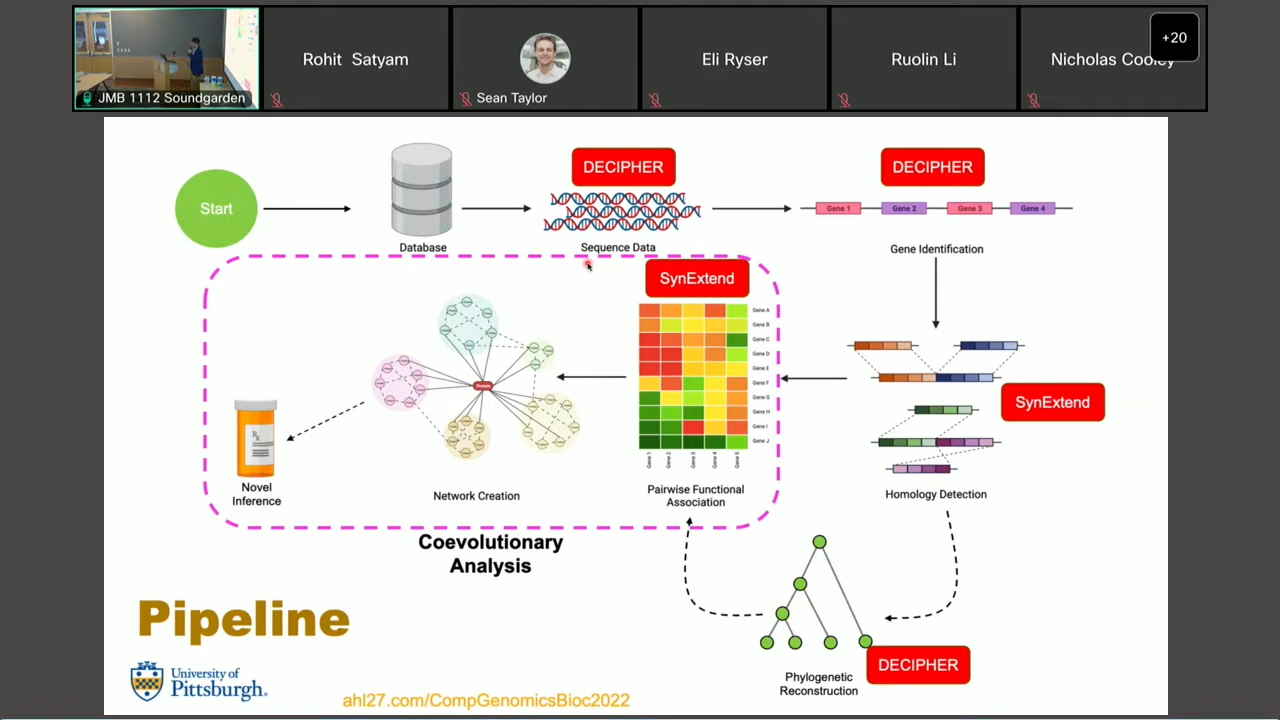 Rohit Satyam
Eli Ryser
Ruolin Li
Nicholas Cooley
+20
JMB 1112 Soundgarden
Sean Taylor
DECIPHER
DECIPHER
Start
Gene 1
Gene 2
Gene 3
Gene 4
Database
Sequence Data
Gene Identification
SynExtend
Gene A
Gene B
Gene C
Gene D
Gene E
Gene F
Gene G
Gene H
Gene I
Gene J
Gene 1
Gene 2
Gene 3
Gene 4
Gene 5
Protein
SynExtend
Rx
Novel
Inference
Network Creation
Pairwise Functional
Association
Homology Detection
Coevolutionary
Analysis
Pipeline
DECIPHER
Phylogenetic
Reconstruction
University of
Pittsburgh.
ahl27.com/CompGenomicsBioc2022